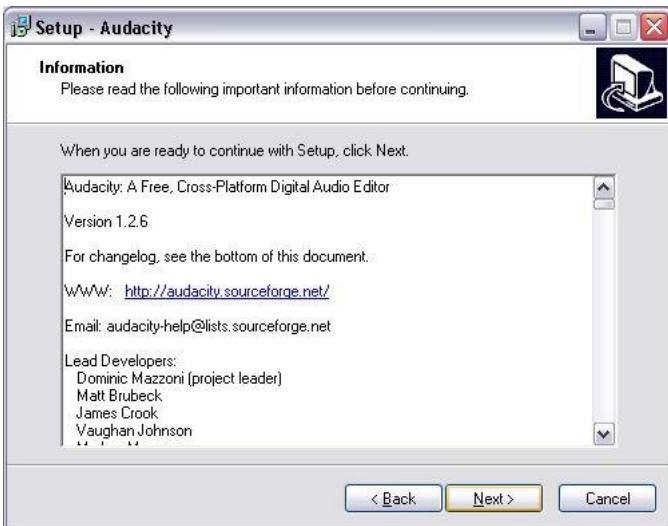 Setup - Audacity
Information
Please read the following important information before continuing.
When you are ready to continue with Setup, click Next.
Audacity: A Free, Cross-Platform Digital Audio Editor
Version 1.2.6
For changelog, see the bottom of this document.
WWW: http://audacity.sourceforge.net/
Email: audacity-help@lists.sourceforge.net
Lead Developers:
Dominic Mazzoni (project leader)
Matt Brubeck
James Crook
Vaughan Johnson
< Back Next > Cancel